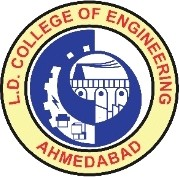 L.D. COLLEGE OF ENGINEERING
AHMEDABAD